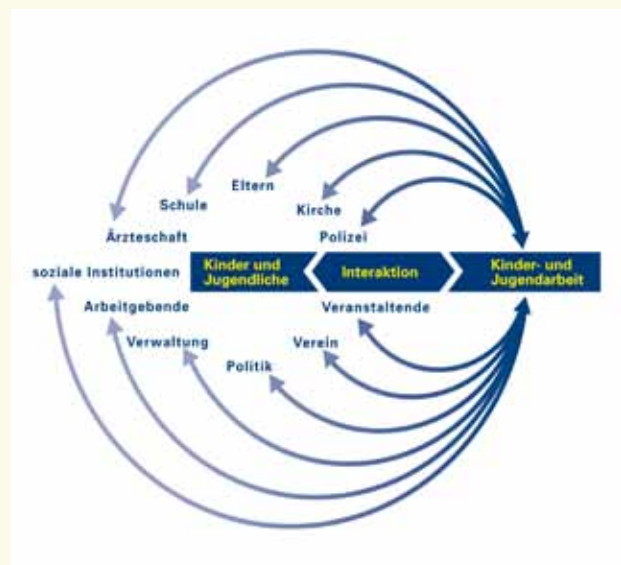 Eltern
Schule
Kirche
Ärzteschaft
Polizei
soziale Institutionen
Kinder und
Jugendliche
Interaktion
Kinder- und
Jugendarbeit
Arbeitgebende
Veranstaltende
Verwaltung
Verein
Politik